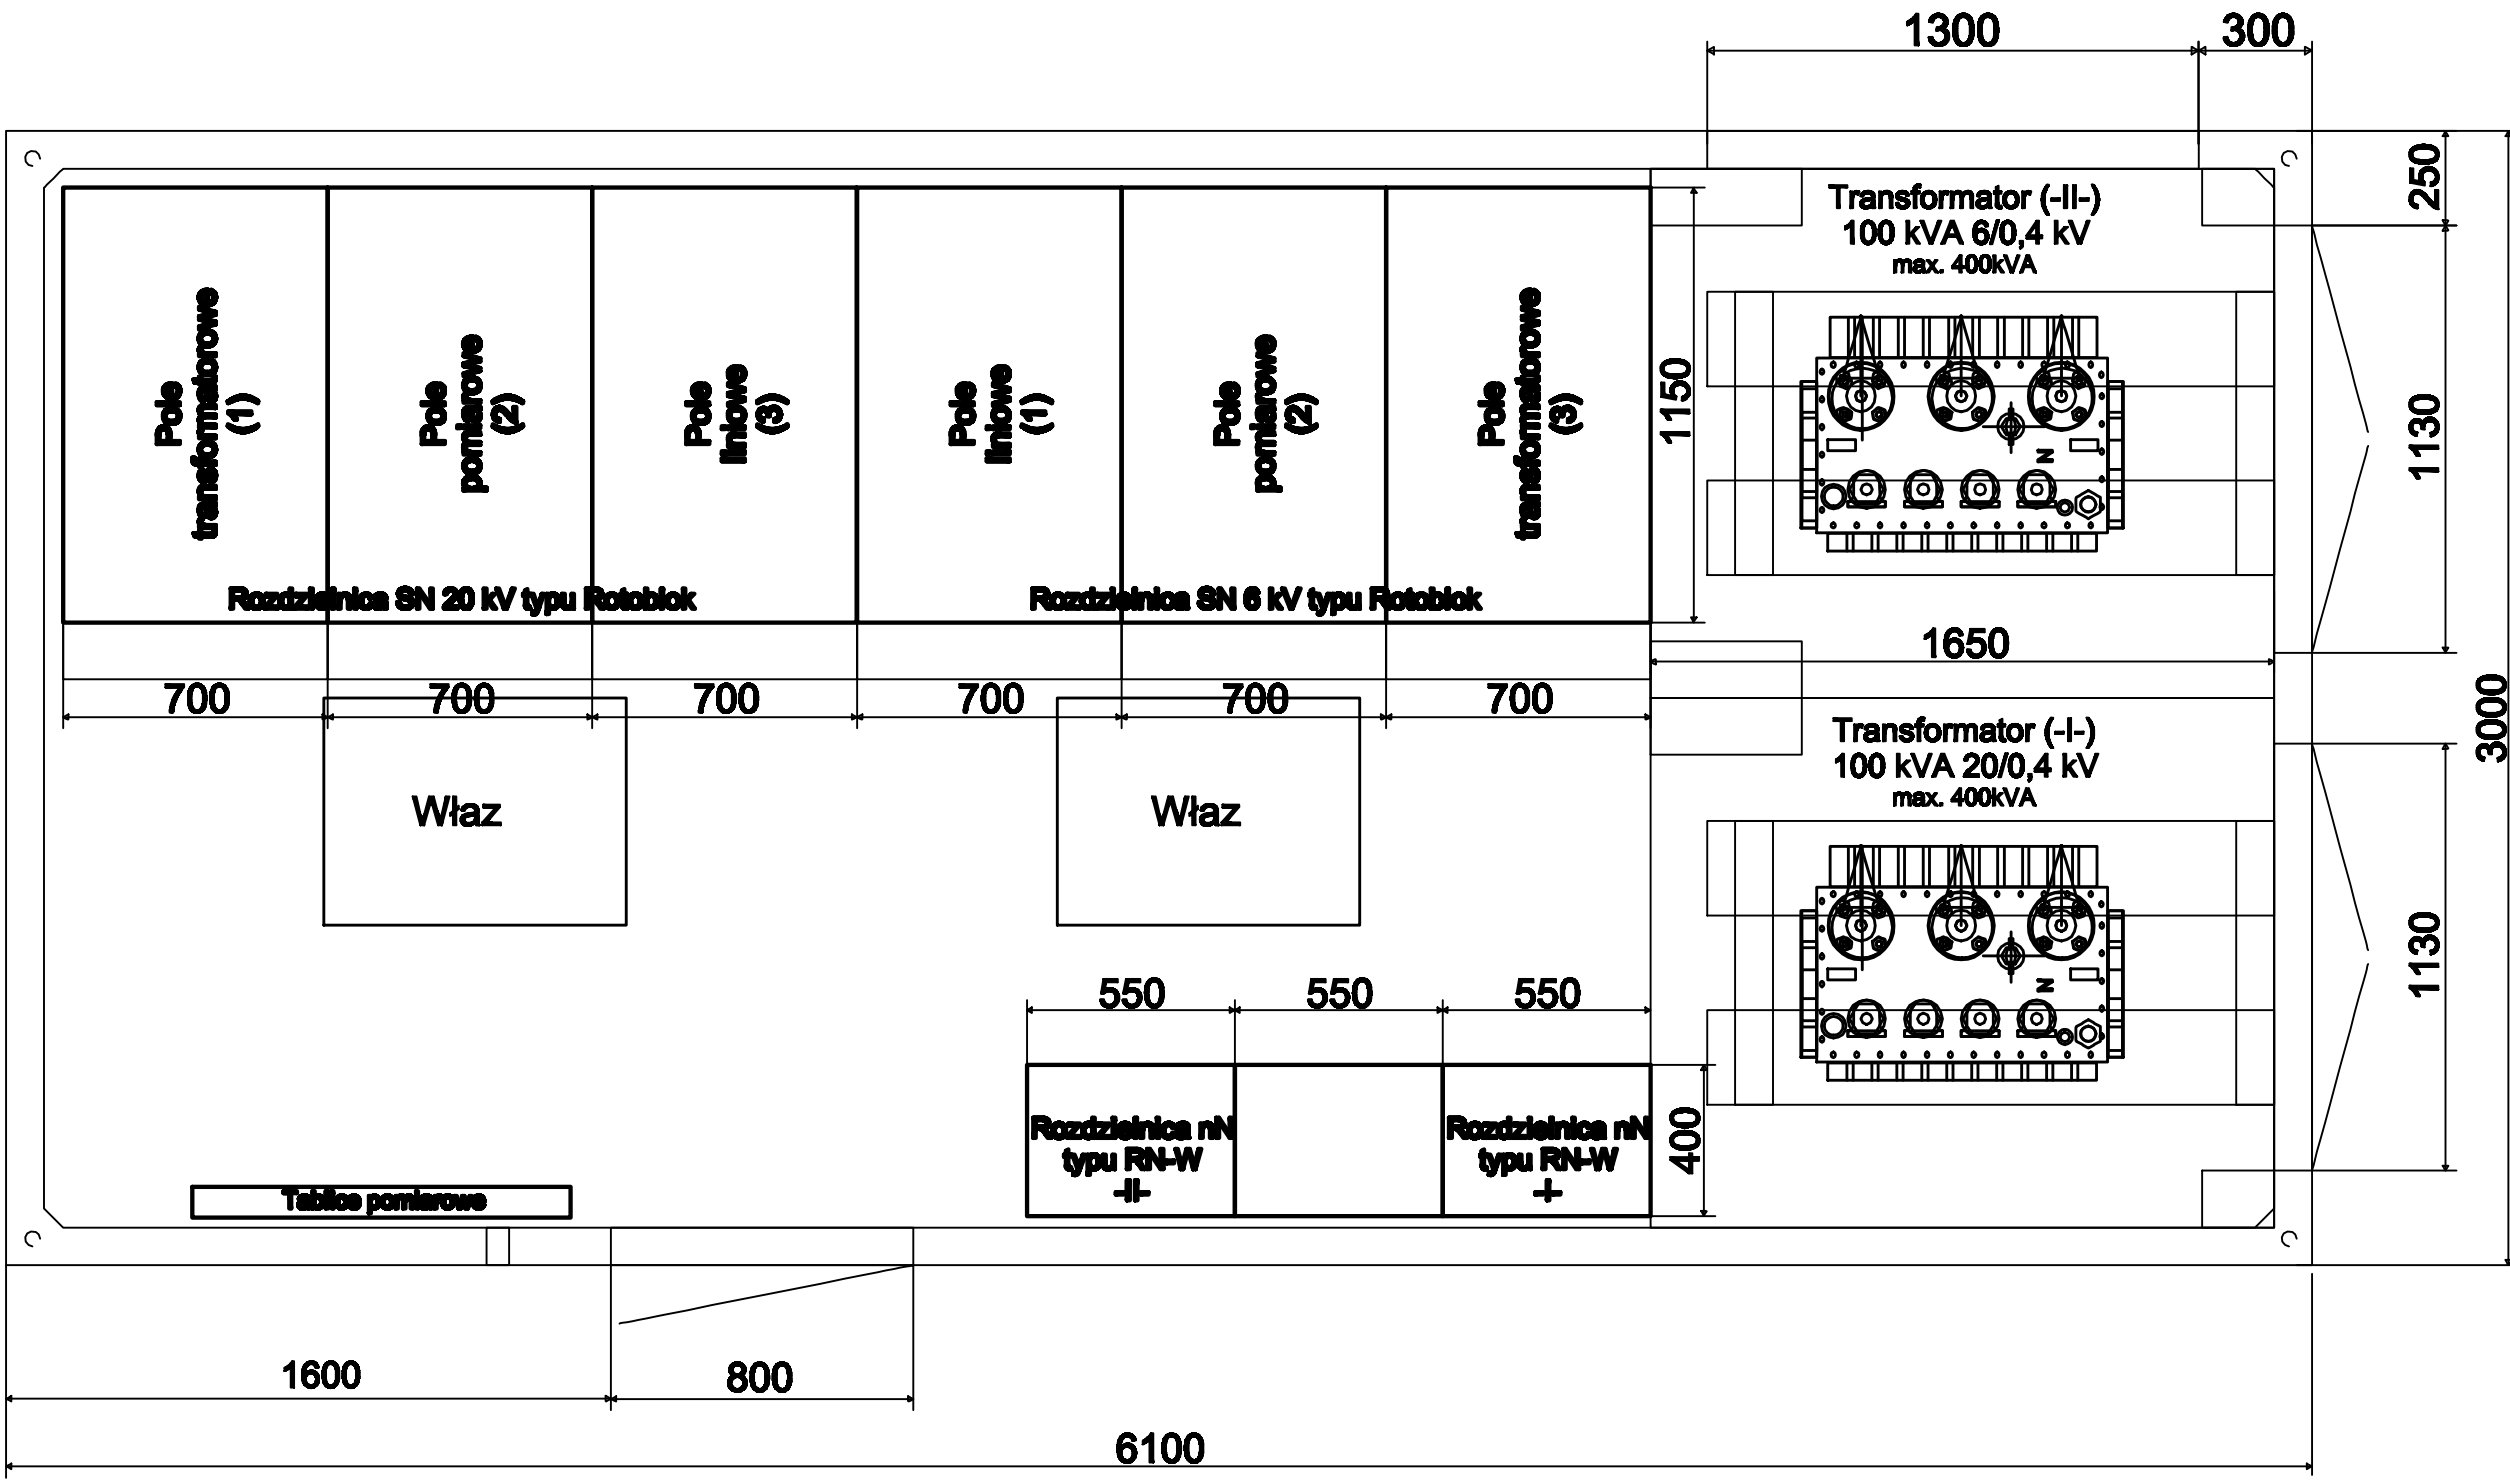 1300
300
250
Transformator (-II-)
100 kVA 6/0,4 kV
max. 400kVA
Pole
transformatorowe
(1)
Pole
pomiarowe
(2)
Pole
liniowe
(3)
Pole
liniowe
(1)
Pole
pomiarowe
(2)
Pole
transformatorowe
(3)
1150
N
1130
Rozdzielnica SN 20 kV typu Rotoblok
Rozdzielnica SN 6 kV typu Rotoblok
1650
700
700
700
700
700
700
3000
Transformator (-I-)
100 kVA 20/0,4 kV
max. 400kVA
Właz
Właz
N
1130
550
550
550
Rozdzielnica nN
typu RN-W
-II-
Rozdzielnica nN
typu RN-W
-I-
400
Tablice pomiarowe
1600
800
6100